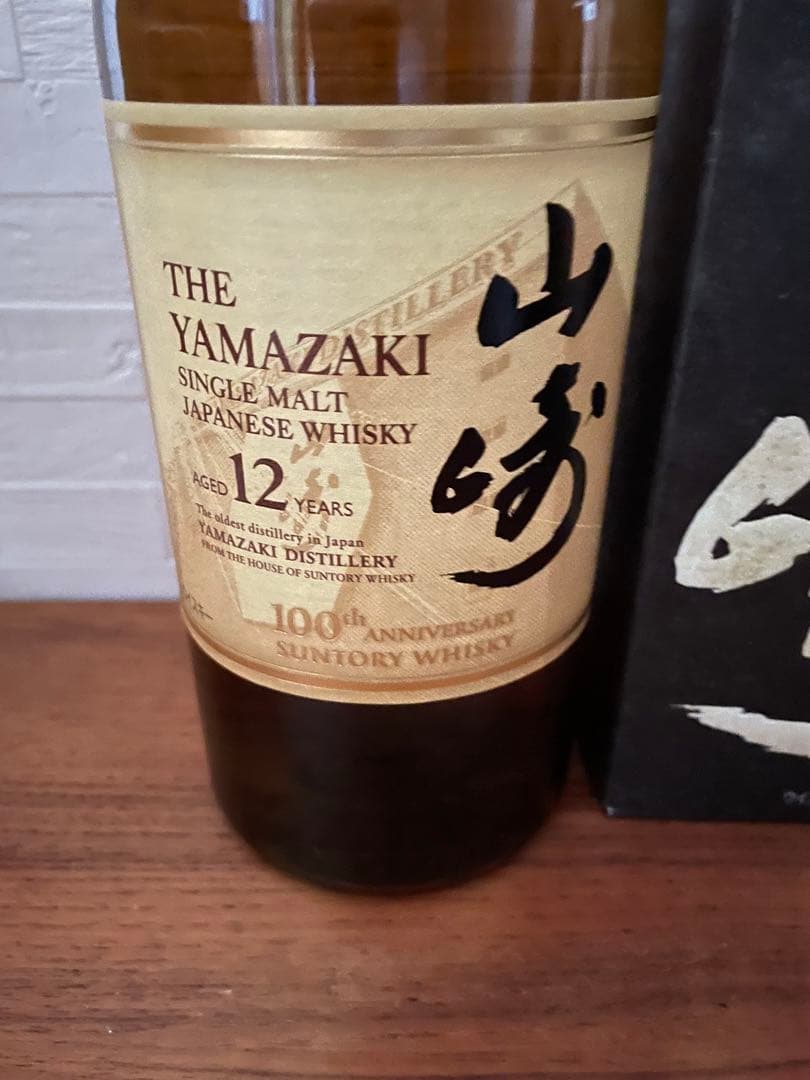 THE
YAMAZAKI
SINGLE MALT
JAPANESE WHISKY
AGED 12 YEARS
The oldest distillery in Japan
YAMAZAKI DISTILLERY
FROM THE HOUSE OF SUNTORY WHISKY
100th ANNIVERSARY
SUNTORY WHISKY
山崎
DISTILLERY